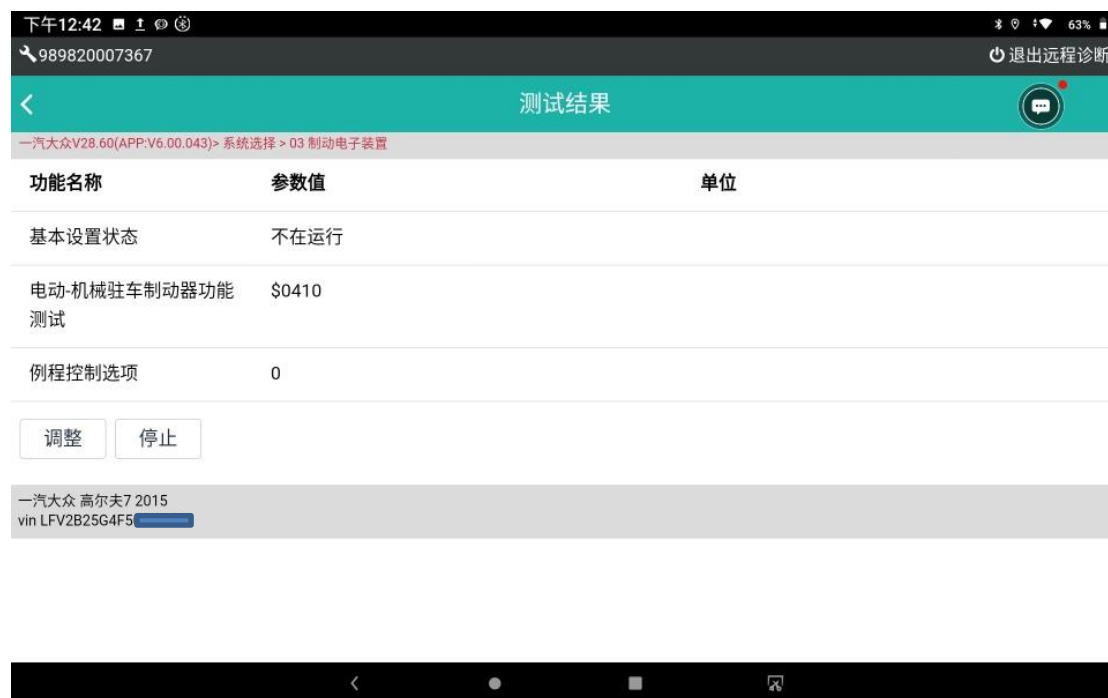 下午12:42
63%
989820007367
退出远程诊断
测试结果
一汽大众V28.60(APP:V6.00.043)> 系统选择 > 03 制动电子装置
功能名称 参数值 单位
基本设置状态 不在运行
电动-机械驻车制动器功能 $0410
测试
例程控制选项 0
调整 停止
一汽大众 高尔夫7 2015
vin LFV2B25G4F5